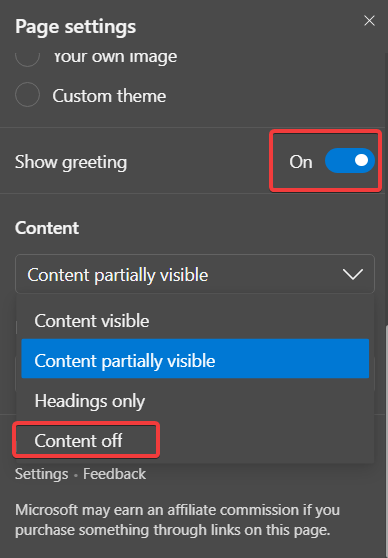 Page settings
Your own image
Custom theme
Show greeting On
Content
Content partially visible
Content visible
Content partially visible
Headings only
Content off
Settings • Feedback
Microsoft may earn an affiliate commission if you
purchase something through links on this page.